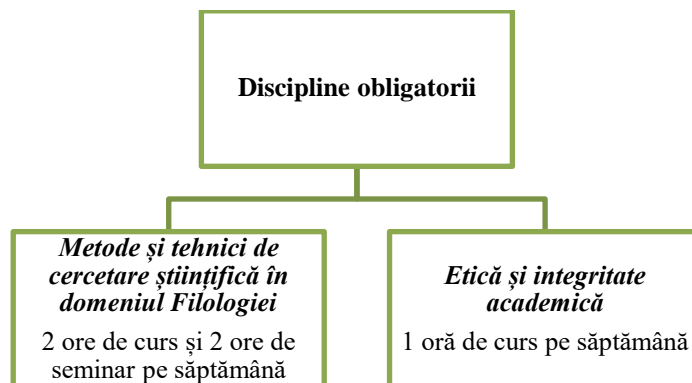 Discipline obligatorii
Metode și tehnici de
cercetare științifică în
domeniul Filologiei
2 ore de curs și 2 ore de
seminar pe săptămână
Etică și integritate
academică
1 oră de curs pe săptămână